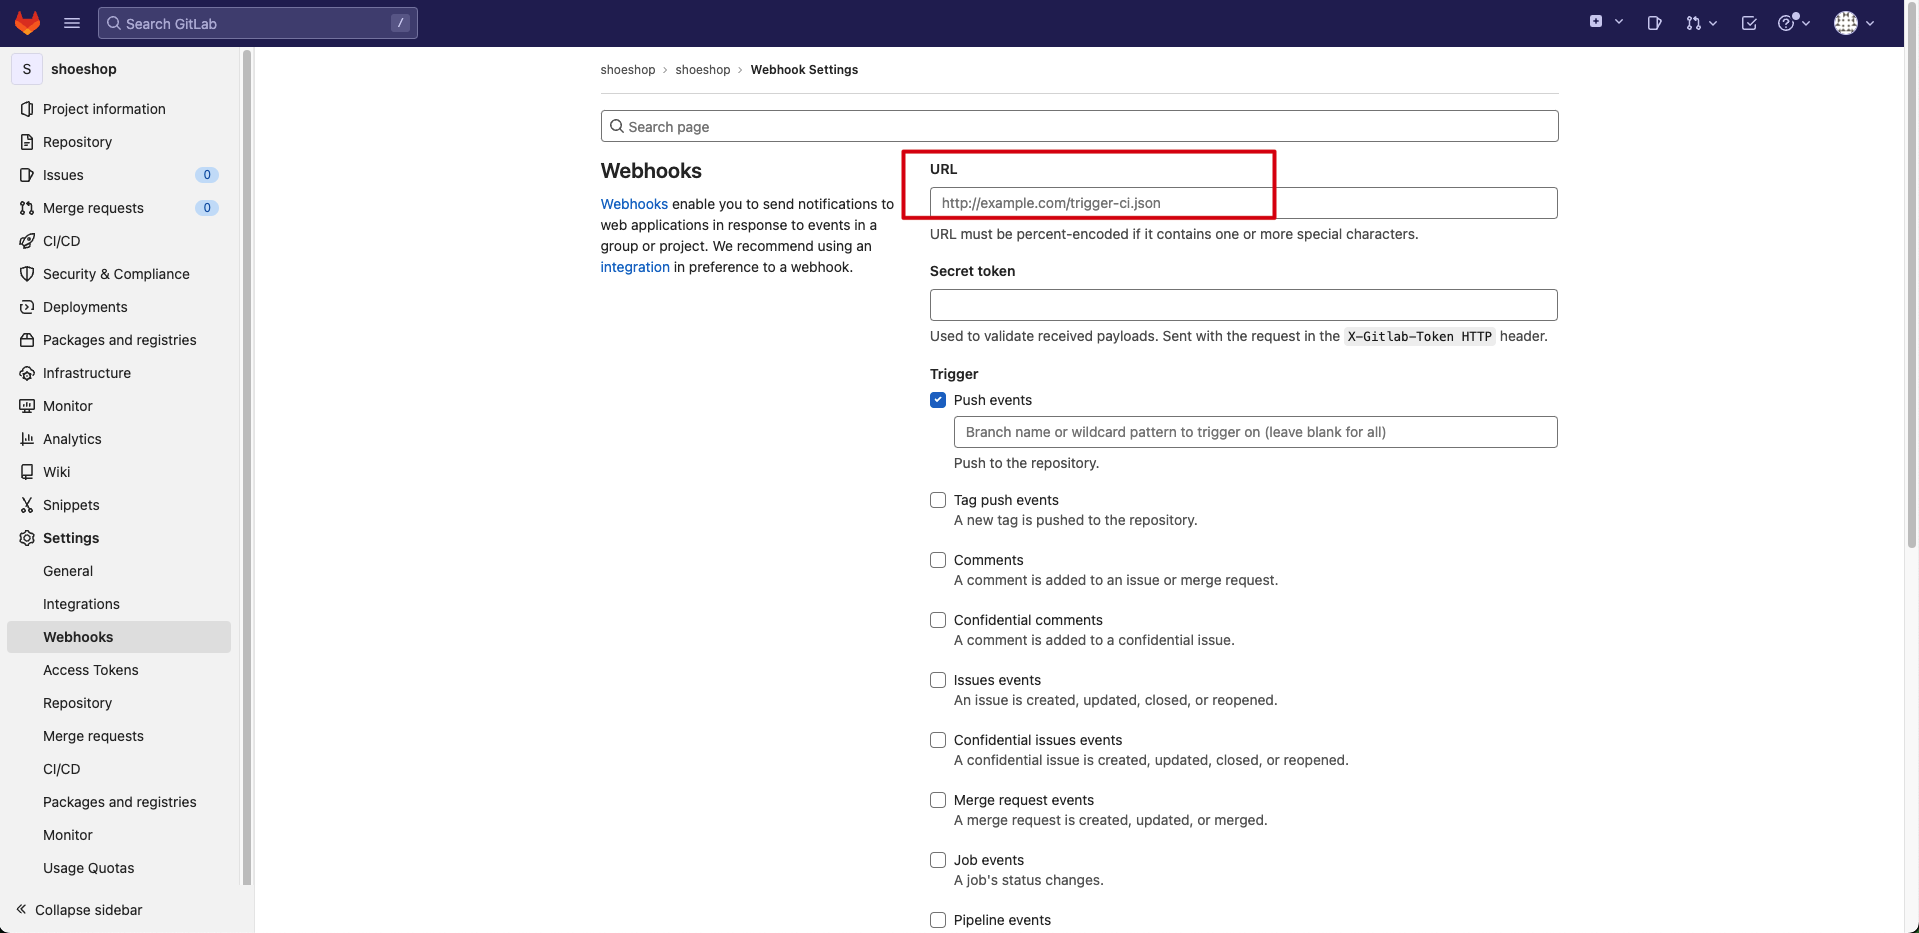 Search GitLab
/
S
shoeshop
Project information
Repository
Issues
0
Merge requests
0
CI/CD
Security & Compliance
Deployments
Packages and registries
Infrastructure
Monitor
Analytics
Wiki
Snippets
Settings
General
Integrations
Webhooks
Access Tokens
Repository
Merge requests
CI/CD
Packages and registries
Monitor
Usage Quotas
Collapse sidebar
shoeshop › shoeshop › Webhook Settings
Search page
Webhooks
Webhooks enable you to send notifications to
web applications in response to events in a
group or project. We recommend using an
integration in preference to a webhook.
URL
http://example.com/trigger-ci.json
URL must be percent-encoded if it contains one or more special characters.
Secret token
Used to validate received payloads. Sent with the request in the X-Gitlab-Token HTTP header.
Trigger
Push events
Branch name or wildcard pattern to trigger on (leave blank for all)
Push to the repository.
Tag push events
A new tag is pushed to the repository.
Comments
A comment is added to an issue or merge request.
Confidential comments
A comment is added to a confidential issue.
Issues events
An issue is created, updated, closed, or reopened.
Confidential issues events
A confidential issue is created, updated, closed, or reopened.
Merge request events
A merge request is created, updated, or merged.
Job events
A job's status changes.
Pipeline events